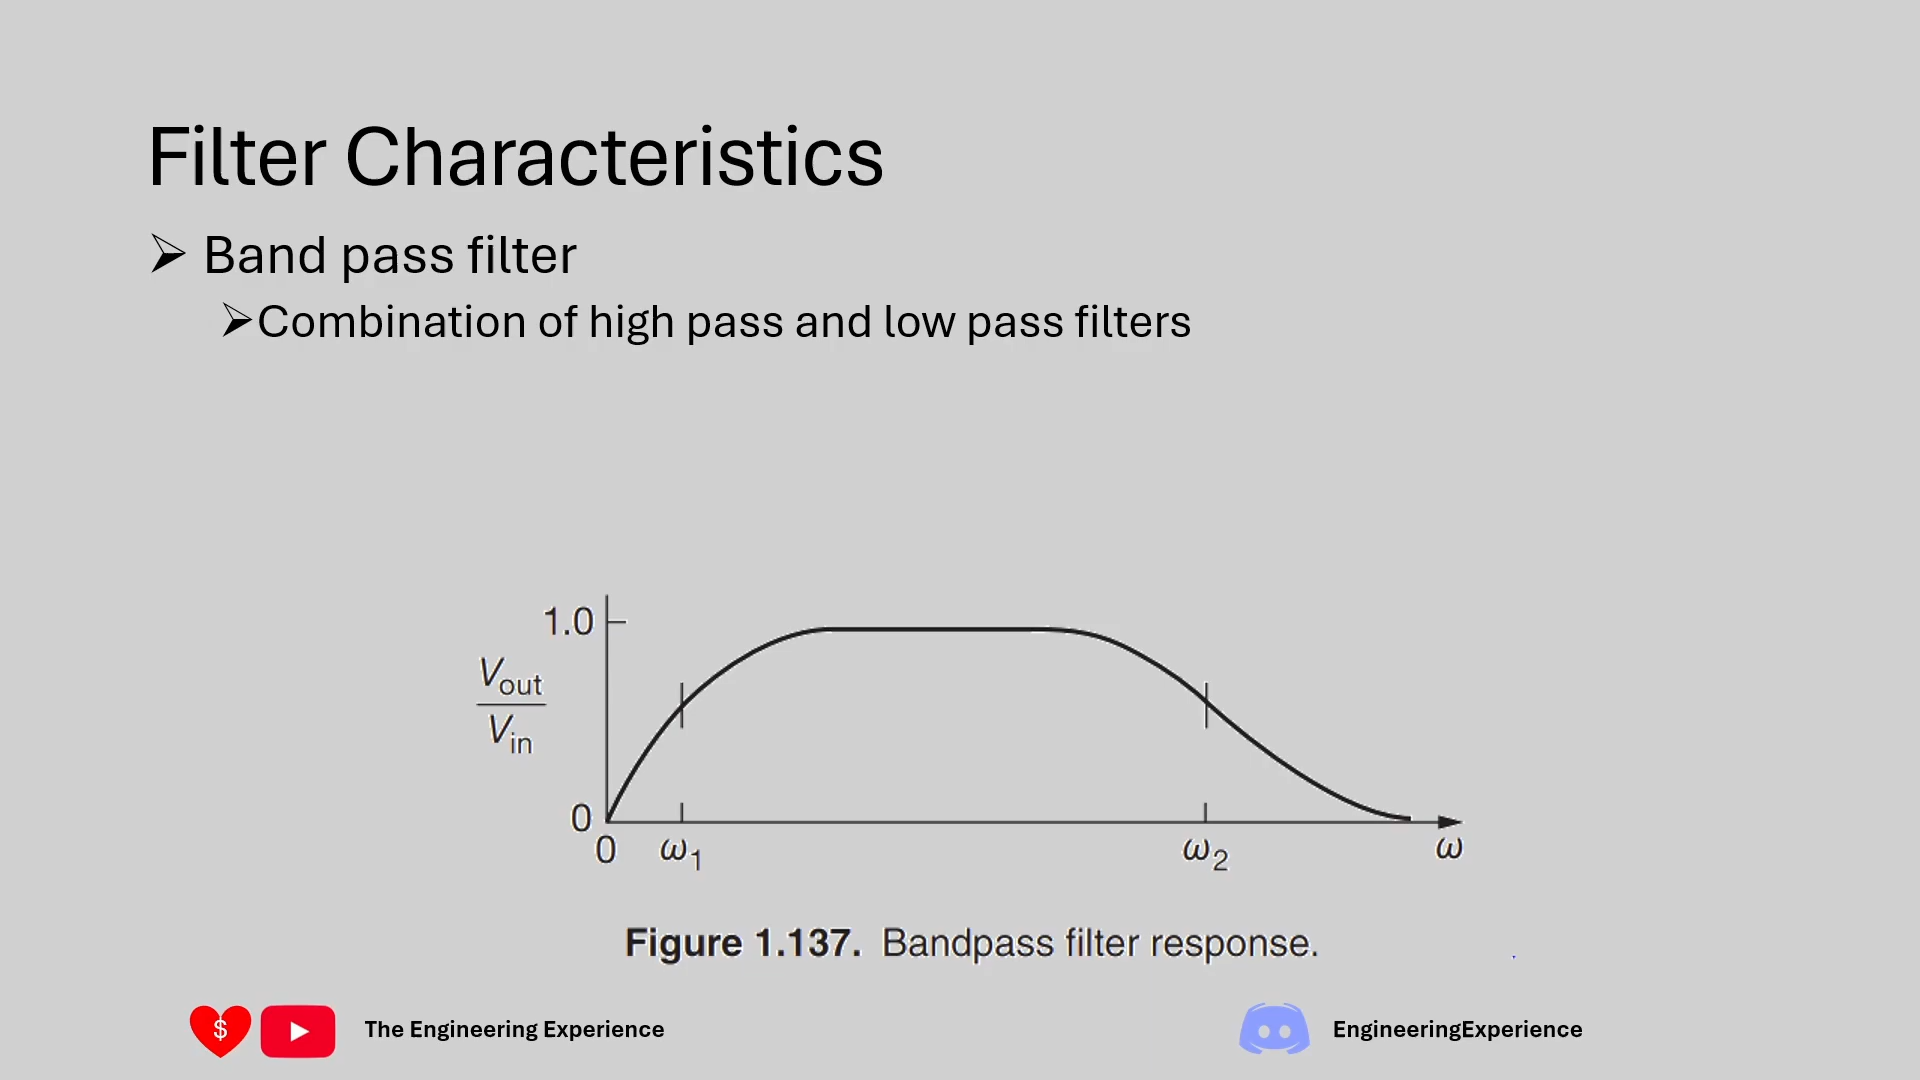 Filter Characteristics
➢ Band pass filter
➢Combination of high pass and low pass filters
1.0
Vout
Vin
0
0 ω1 ω2 ω
Figure 1.137. Bandpass filter response.
$ The Engineering Experience EngineeringExperience